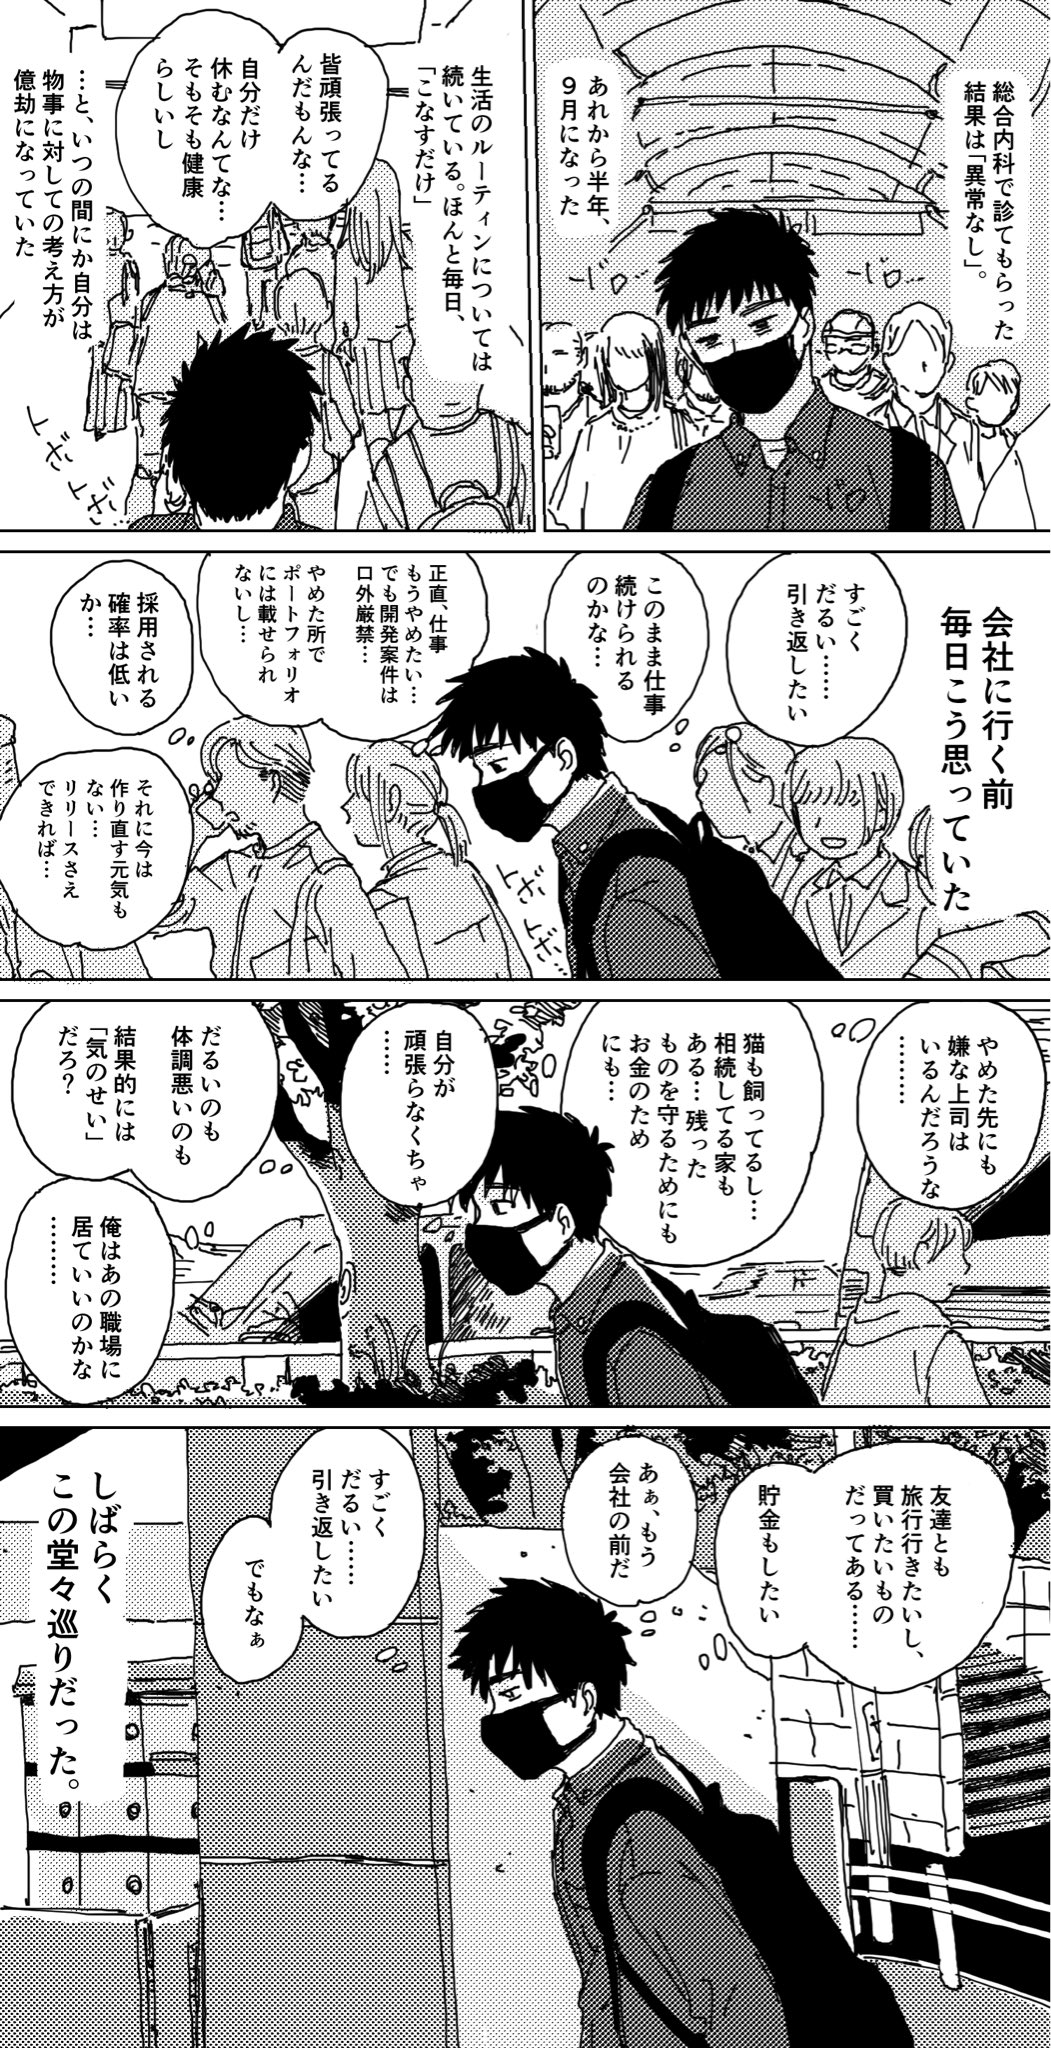 総合内科で診てもらった
結果は「異常なし」。
あれから半年、
9月になった
ｰﾞﾛ…
ｰﾞﾛ…
ｰﾞﾛ
生活のルーティンについては
続いている。ほんと毎日、
「こなすだけ」
皆頑張ってる
んだもんな…
自分だけ
休むなんてな…
そもそも健康
らしいし
…と、いつの間にか自分は
物事に対しての考え方が
億劫になっていた
会社に行く前
毎日こう思っていた
すごく
だるい……
引き返したい
このまま仕事
続けられる
のかな…
正直、仕事
もうやめたい…
でも開発案件は
口外厳禁…
やめた所で
ポートフォリオ
には載せられ
ないし…
採用される
確率は低い
か…
それに今は
作り直す元気も
ない…
リリースさえ
できれば…
やめた先にも
嫌な上司は
いるんだろうな
………
猫も飼ってるし…
相続してる家も
ある…残った
ものを守るためにも
お金のため
にも…
自分が
頑張らなくちゃ
……
だるいのも
体調悪いのも
結果的には
「気のせい」
だろ？
俺はあの職場に
居ていいのかな
………
友達とも
旅行行きたいし、
買いたいもの
だってある……
貯金もしたい
あぁ、もう
会社の前だ
すごく
だるい……
引き返したい
でもなぁ
しばらく
この堂々巡りだった。